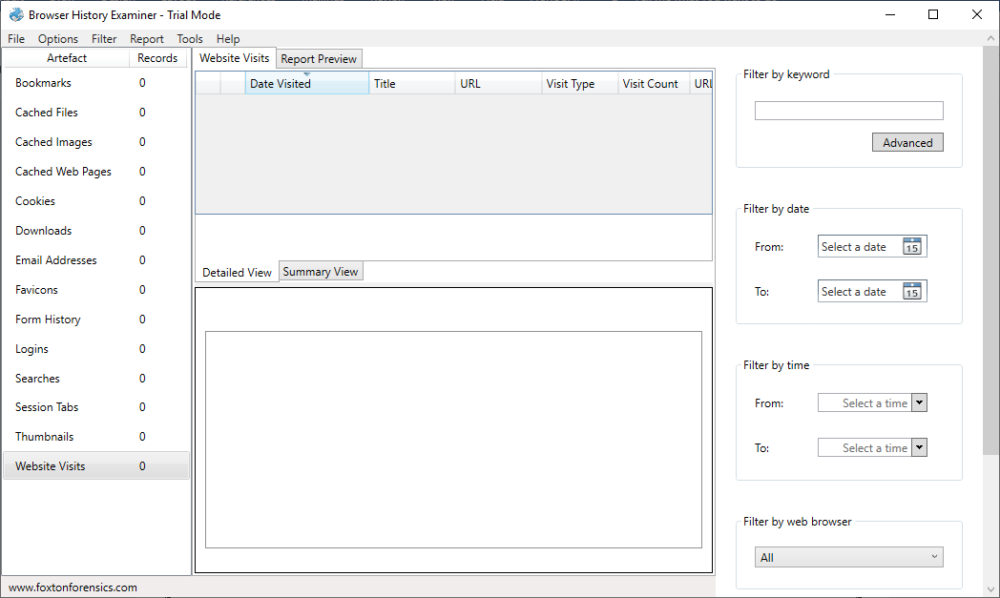 Browser History Examiner - Trial Mode
File Options Filter Report Tools Help
Artefact Records
Bookmarks 0
Cached Files 0
Cached Images 0
Cached Web Pages 0
Cookies 0
Downloads 0
Email Addresses 0
Favicons 0
Form History 0
Logins 0
Searches 0
Session Tabs 0
Thumbnails 0
Website Visits 0
Website Visits Report Preview
Date Visited Title URL Visit Type Visit Count URL
Detailed View Summary View
Filter by keyword
Advanced
Filter by date
From: Select a date 15
To: Select a date 15
Filter by time
From: Select a time
To: Select a time
Filter by web browser
All
www.foxtonforensics.com